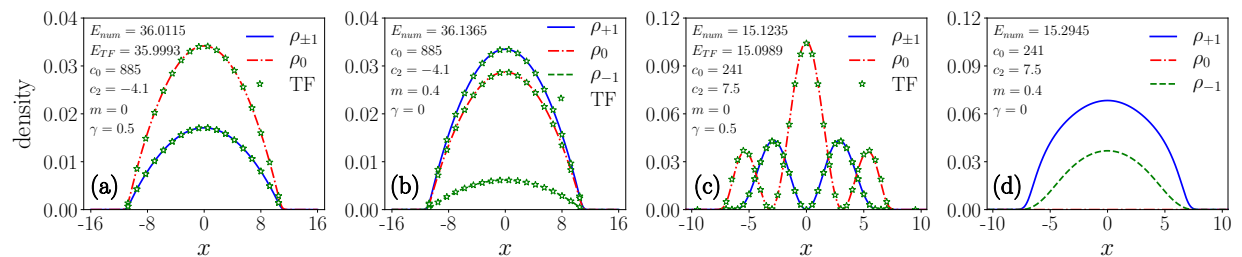 density
0.04
0.03
0.01
0.00
-16
-8
0
8
16
x
E_num = 36.0115
E_TF = 35.9993
c_0 = 885
c_2 = −4.1
m = 0
γ = 0.5
ρ_±1
ρ_0
TF
(a)
0.04
0.03
0.01
0.00
-16
-8
0
8
16
x
E_num = 36.1365
c_0 = 885
c_2 = −4.1
m = 0.4
γ = 0
ρ_+1
ρ_0
ρ_−1
TF
(b)
0.12
0.09
0.06
0.03
0.00
-10
-5
0
5
10
x
E_num = 15.1235
E_TF = 15.0989
c_0 = 241
c_2 = 7.5
m = 0
γ = 0.5
ρ_±1
ρ_0
TF
(c)
0.12
0.09
0.06
0.03
0.00
-10
-5
0
5
10
x
E_num = 15.2945
c_0 = 241
c_2 = 7.5
m = 0.4
γ = 0
ρ_+1
ρ_0
ρ_−1
(d)